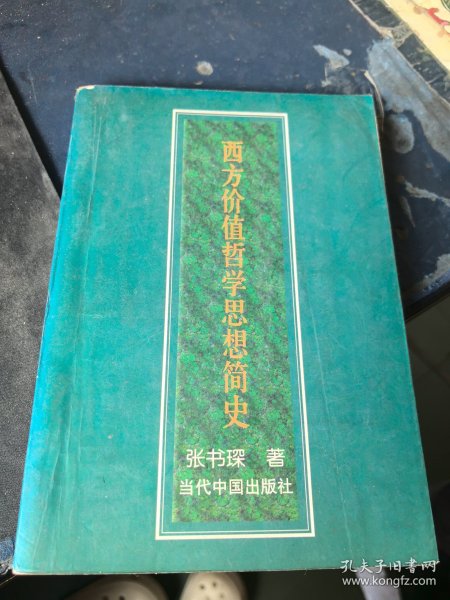 西方价值哲学思想简史
张书琛 著
当代中国出版社
孔夫子旧书网
www.kongfz.com